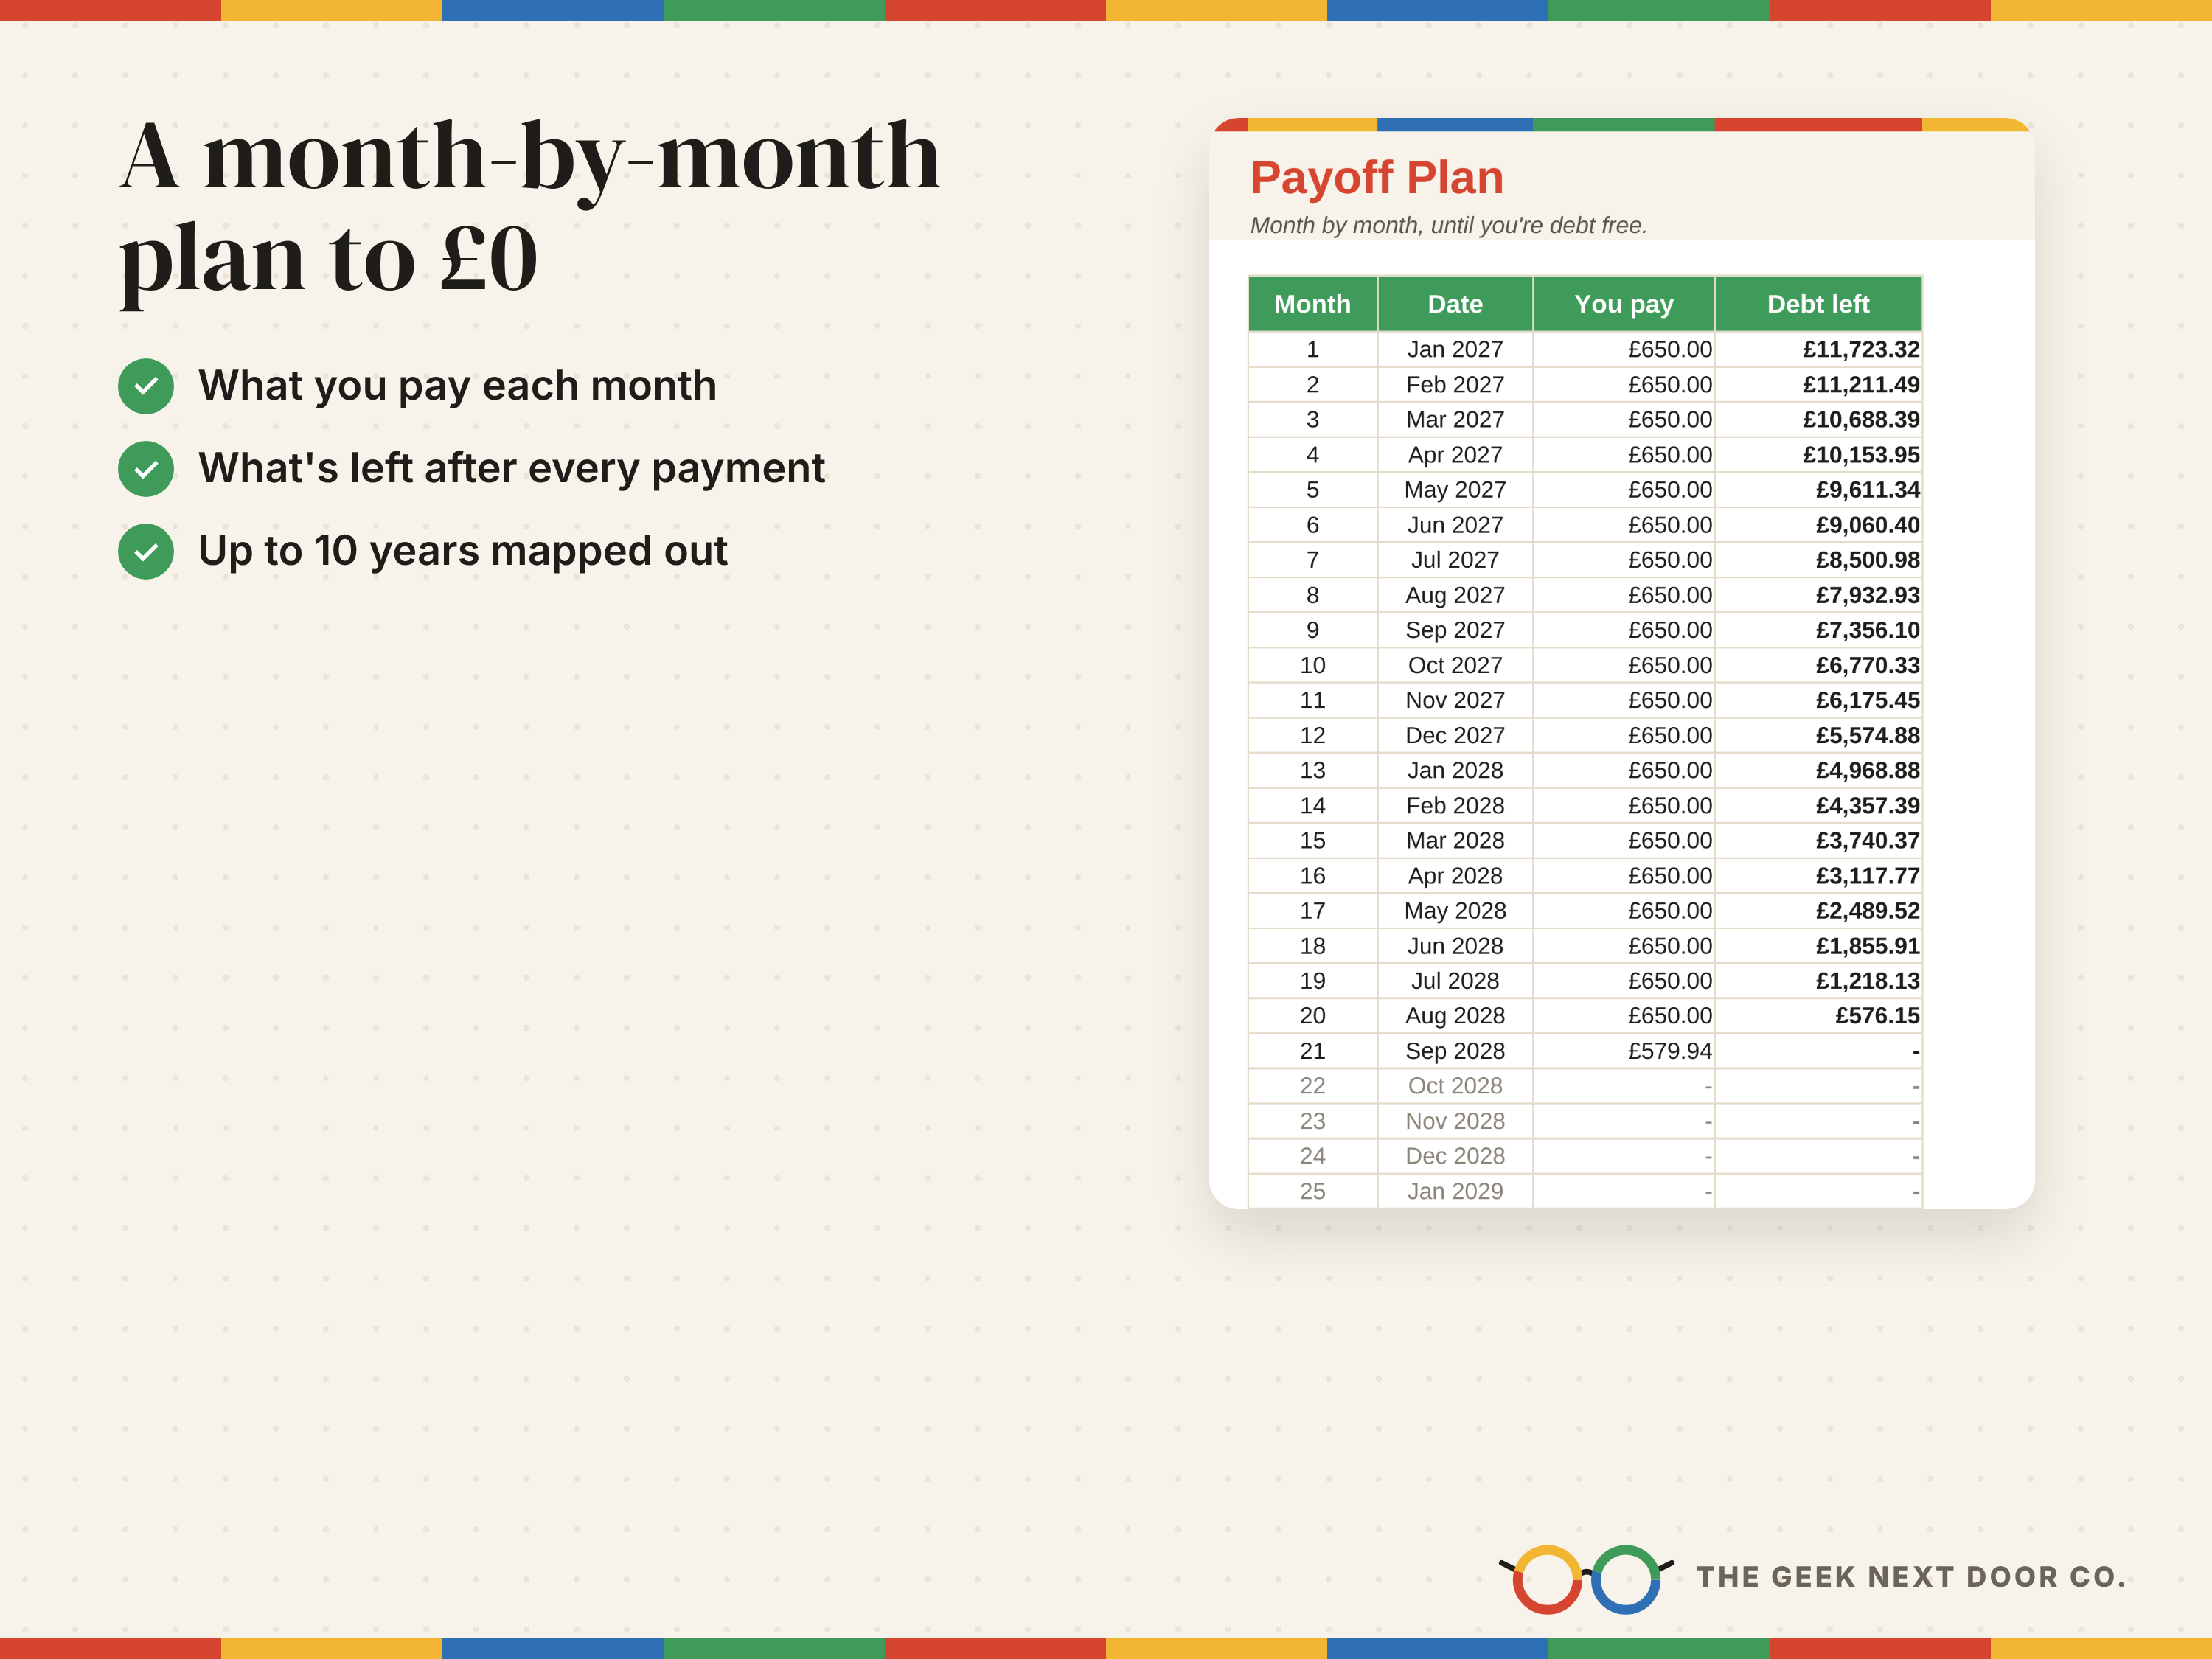 A month-by-month
plan to £0
What you pay each month
What's left after every payment
Up to 10 years mapped out
Payoff Plan
Month by month, until you're debt free.
Month Date You pay Debt left
1 Jan 2027 £650.00 £11,723.32
2 Feb 2027 £650.00 £11,211.49
3 Mar 2027 £650.00 £10,688.39
4 Apr 2027 £650.00 £10,153.95
5 May 2027 £650.00 £9,611.34
6 Jun 2027 £650.00 £9,060.40
7 Jul 2027 £650.00 £8,500.98
8 Aug 2027 £650.00 £7,932.93
9 Sep 2027 £650.00 £7,356.10
10 Oct 2027 £650.00 £6,770.33
11 Nov 2027 £650.00 £6,175.45
12 Dec 2027 £650.00 £5,574.88
13 Jan 2028 £650.00 £4,968.88
14 Feb 2028 £650.00 £4,357.39
15 Mar 2028 £650.00 £3,740.37
16 Apr 2028 £650.00 £3,117.77
17 May 2028 £650.00 £2,489.52
18 Jun 2028 £650.00 £1,855.91
19 Jul 2028 £650.00 £1,218.13
20 Aug 2028 £650.00 £576.15
21 Sep 2028 £579.94 -
22 Oct 2028 - -
23 Nov 2028 - -
24 Dec 2028 - -
25 Jan 2029 - -
THE GEEK NEXT DOOR CO.